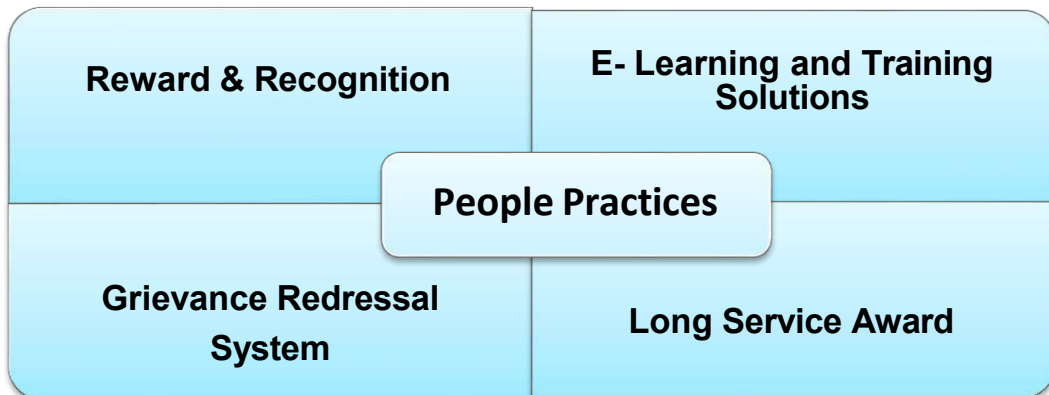 Reward & Recognition
E- Learning and Training
Solutions
People Practices
Grievance Redressal
System
Long Service Award